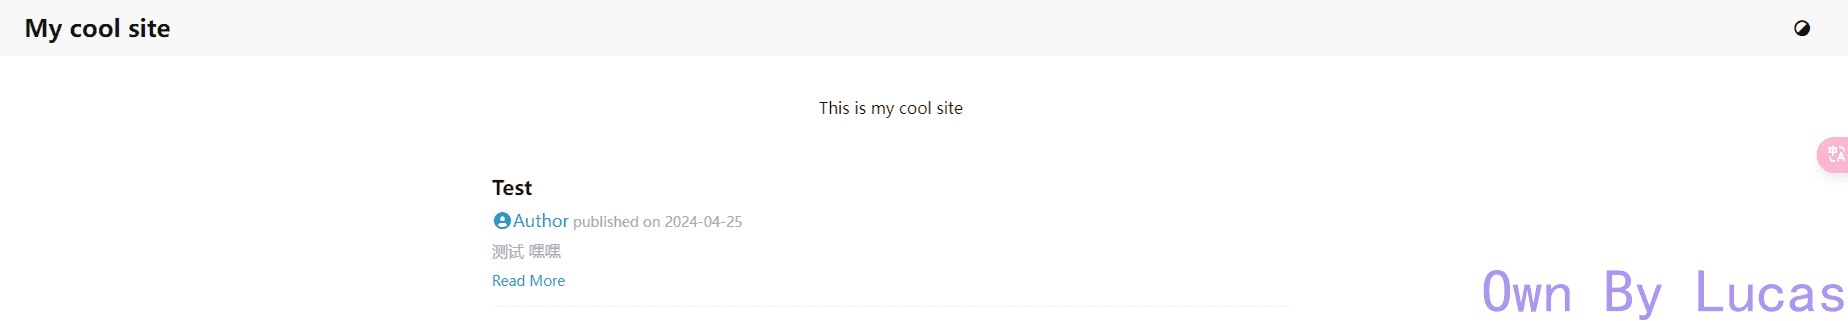 My cool site
This is my cool site
Test
Author published on 2024-04-25
测试 嘿嘿
Read More
Own By Lucas